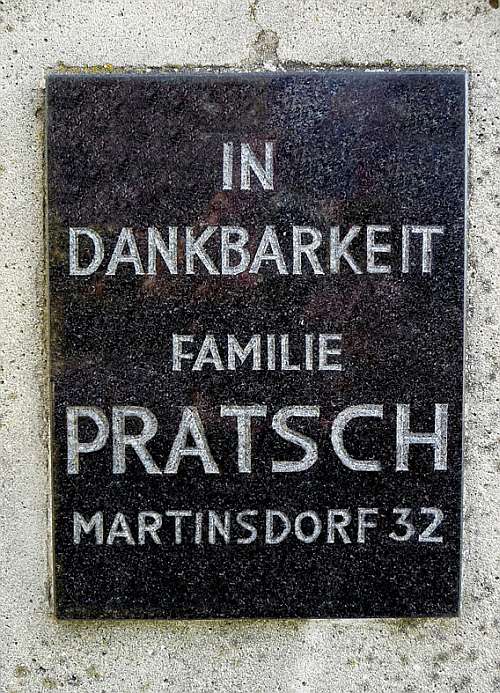 IN
DANKBARKEIT
FAMILIE
PRATSCH
MARTINSDORF 32